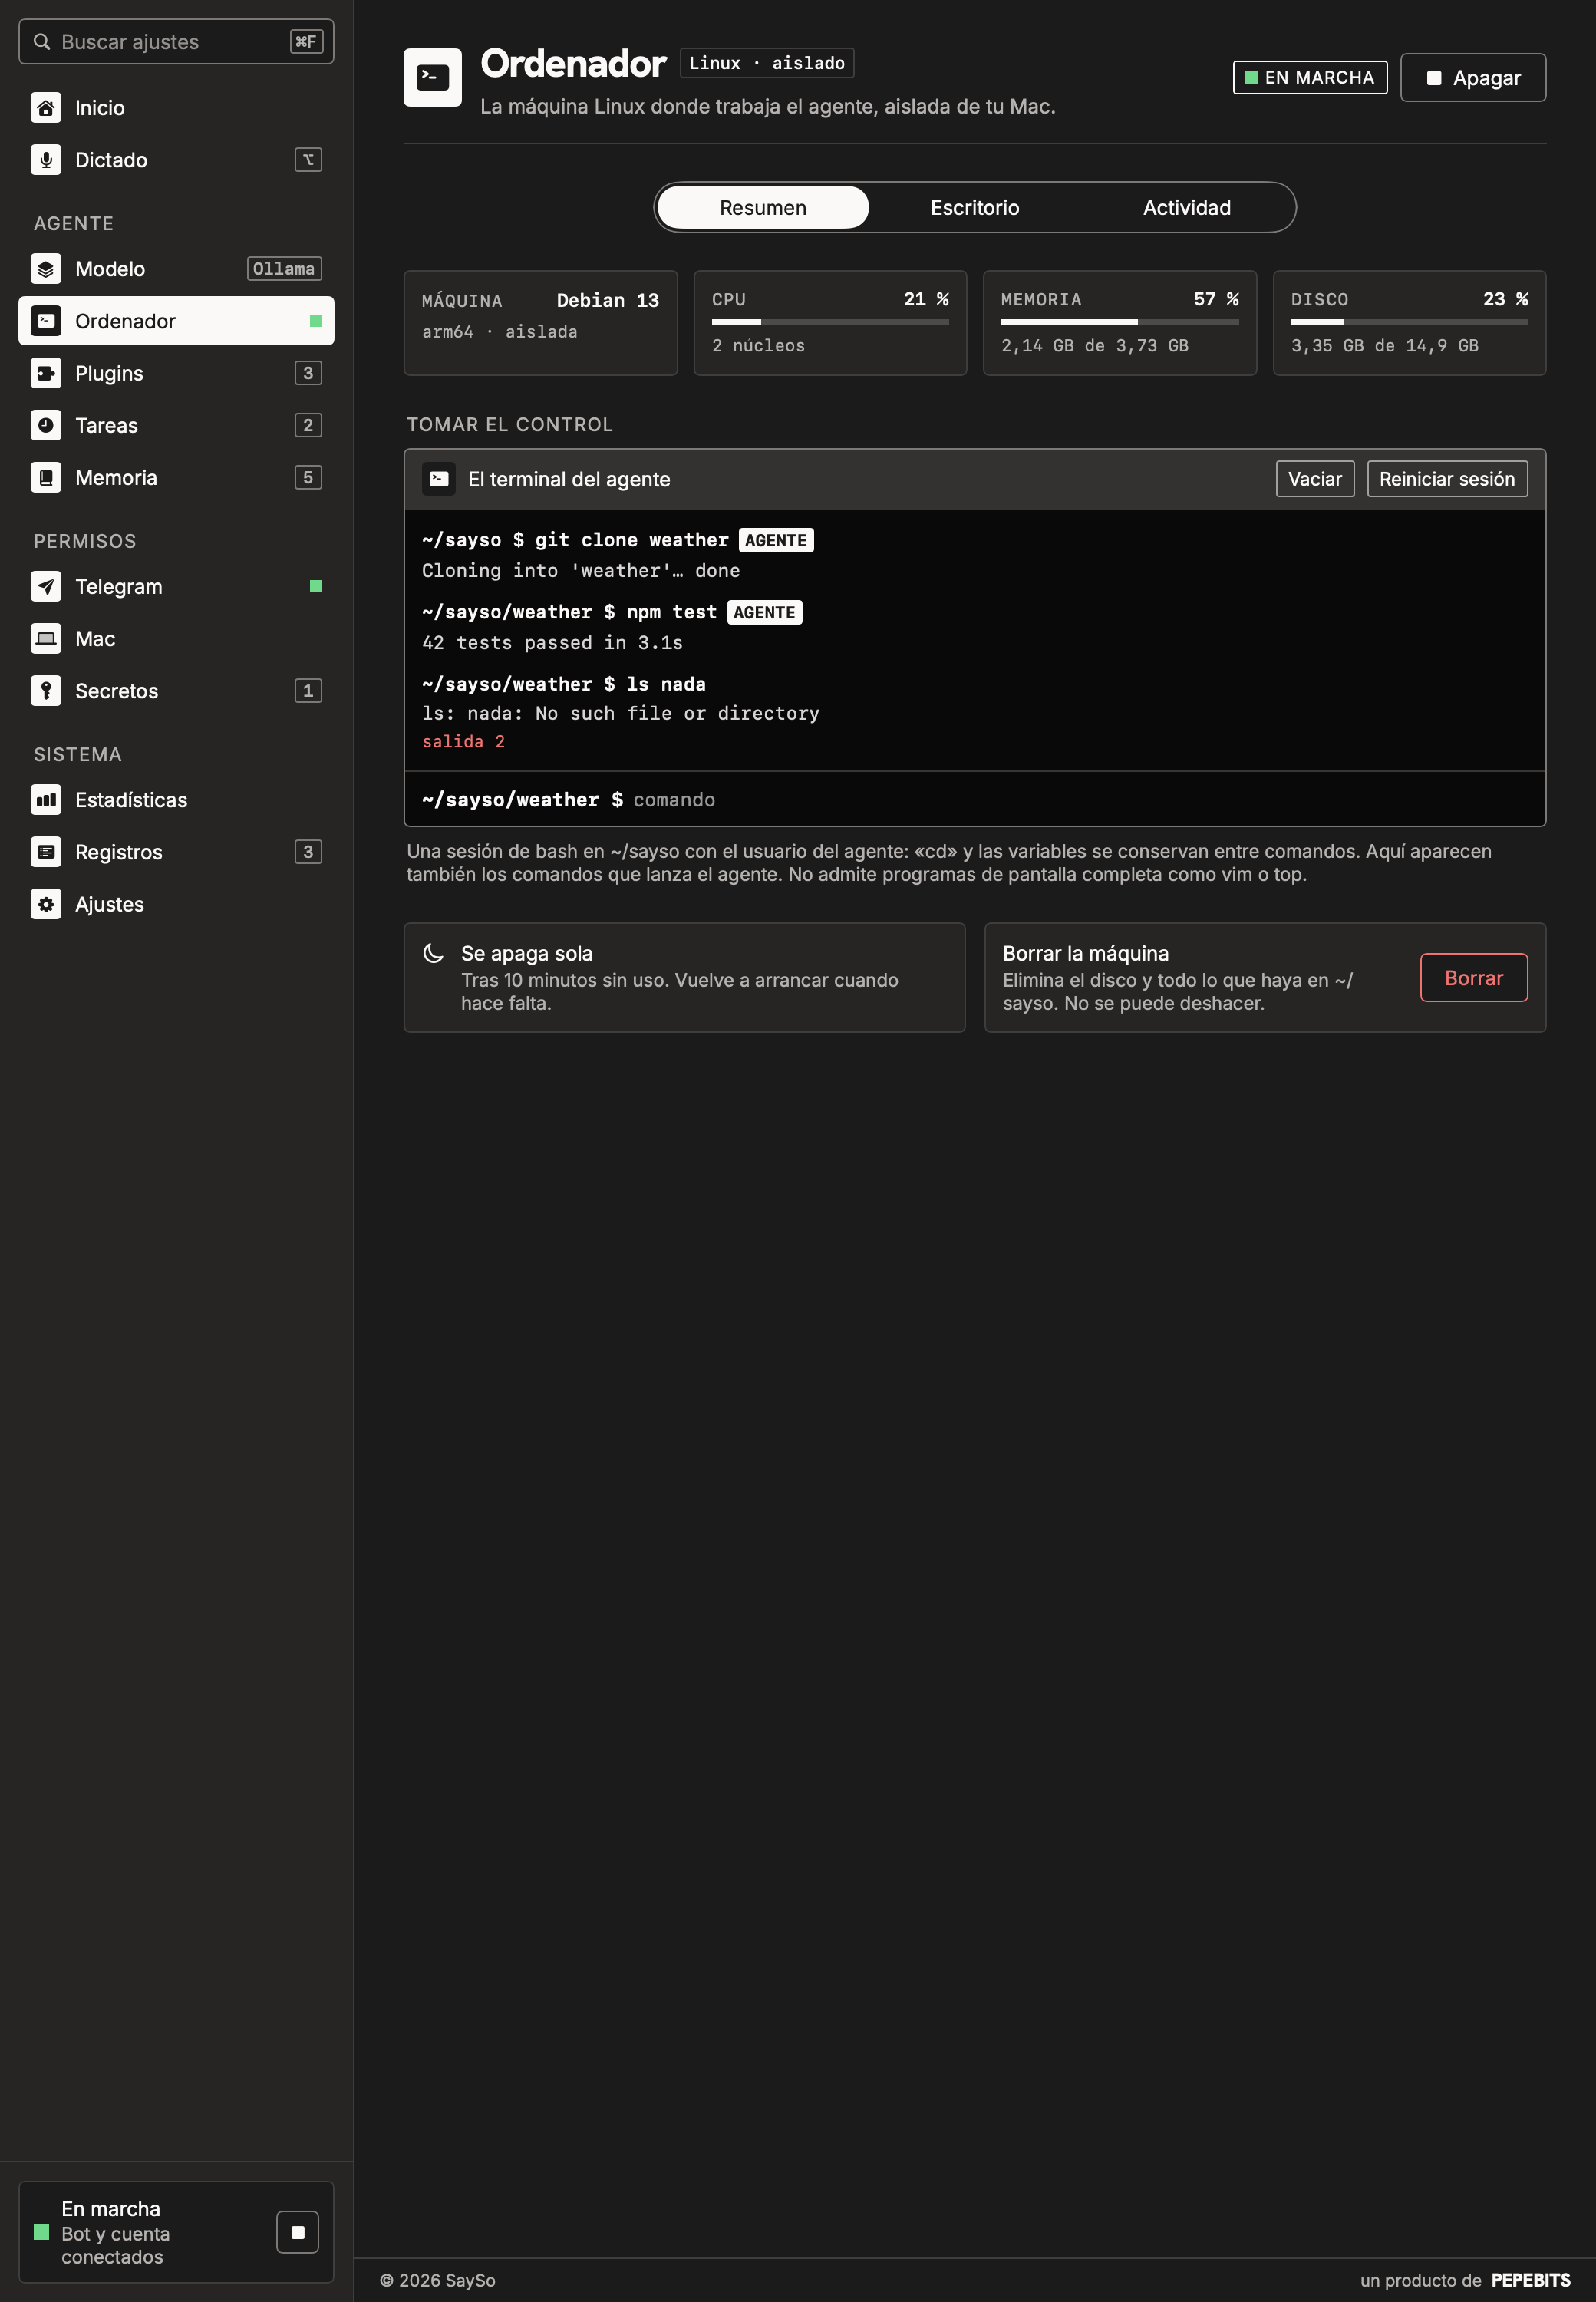 Buscar ajustes ⌘F
Inicio
Dictado ⌥
AGENTE
Modelo Ollama
Ordenador
Plugins 3
Tareas 2
Memoria 5
PERMISOS
Telegram
Mac
Secretos 1
SISTEMA
Estadísticas
Registros 3
Ajustes
En marcha
Bot y cuenta
conectados
Ordenador Linux · aislado
La máquina Linux donde trabaja el agente, aislada de tu Mac.
EN MARCHA Apagar
Resumen Escritorio Actividad
MÁQUINA Debian 13
arm64 · aislada
CPU 21 %
2 núcleos
MEMORIA 57 %
2,14 GB de 3,73 GB
DISCO 23 %
3,35 GB de 14,9 GB
TOMAR EL CONTROL
>- El terminal del agente Vaciar Reiniciar sesión
~/sayso $ git clone weather AGENTE
Cloning into 'weather'… done
~/sayso/weather $ npm test AGENTE
42 tests passed in 3.1s
~/sayso/weather $ ls nada
ls: nada: No such file or directory
salida 2
~/sayso/weather $ comando
Una sesión de bash en ~/sayso con el usuario del agente: «cd» y las variables se conservan entre comandos. Aquí aparecen
también los comandos que lanza el agente. No admite programas de pantalla completa como vim o top.
Se apaga sola
Tras 10 minutos sin uso. Vuelve a arrancar cuando
hace falta.
Borrar la máquina
Elimina el disco y todo lo que haya en ~/
sayso. No se puede deshacer.
Borrar
© 2026 SaySo
un producto de PEPEBITS